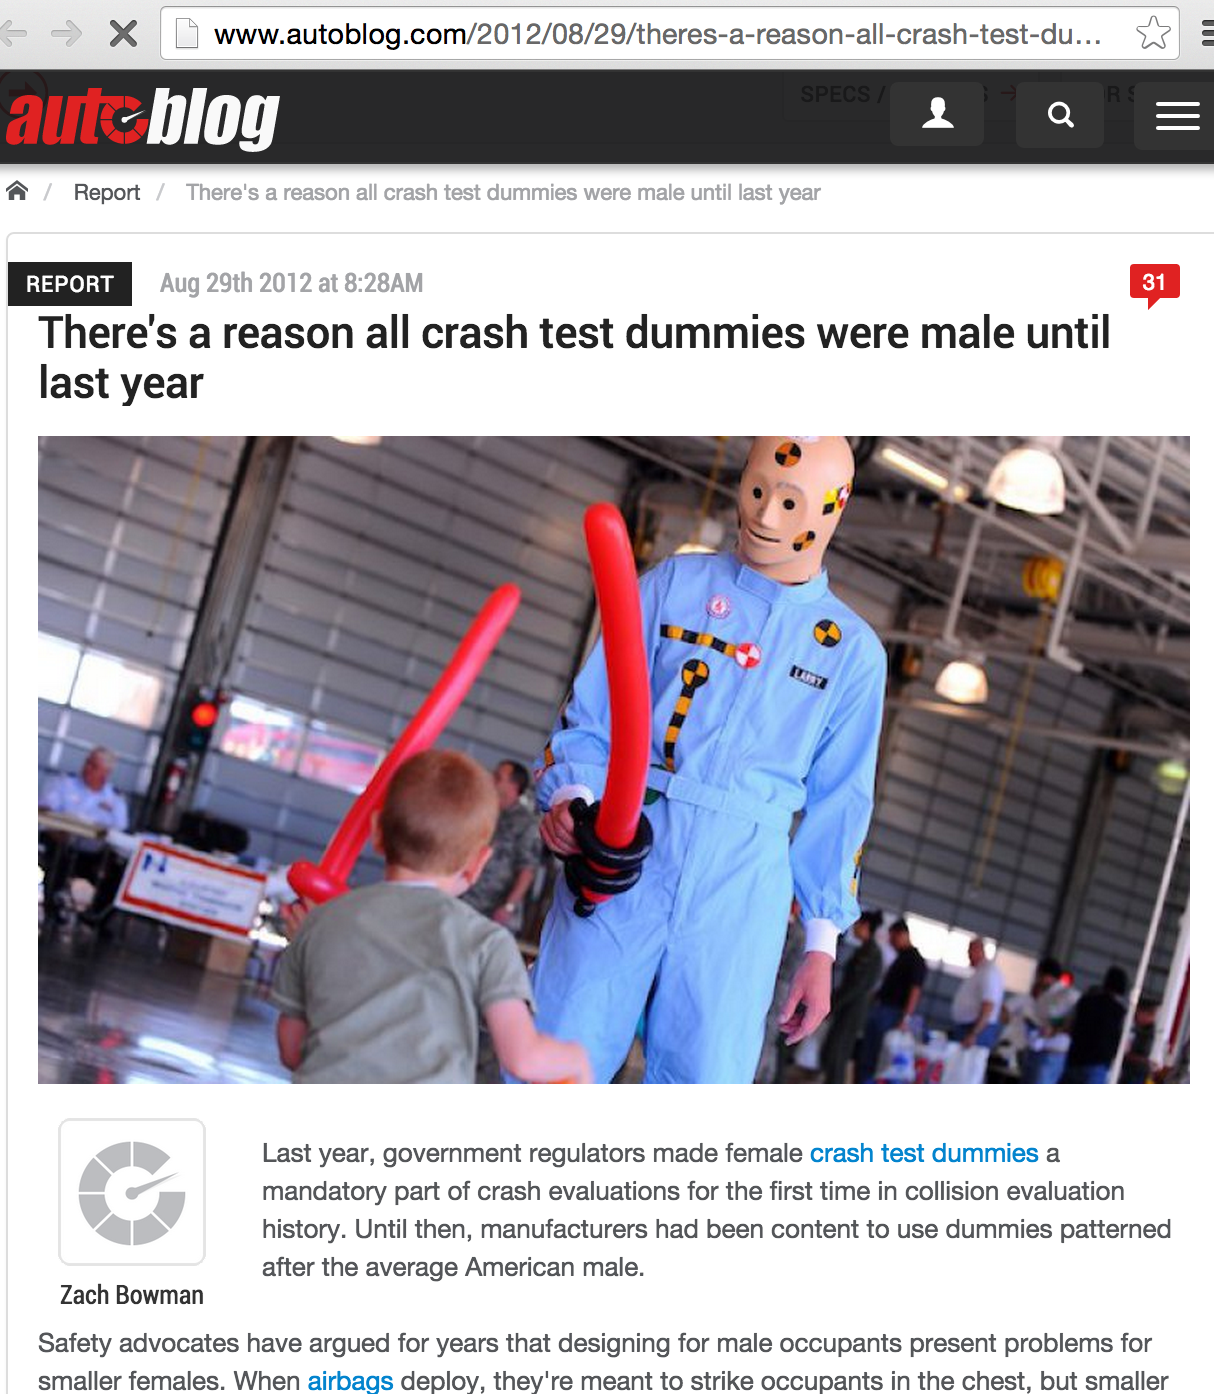 www.autoblog.com/2012/08/29/theres-a-reason-all-crash-test-du...
SPECS /
autoblog
/ Report / There's a reason all crash test dummies were male until last year
REPORT Aug 29th 2012 at 8:28AM 31
There's a reason all crash test dummies were male until
last year
LARRY
Last year, government regulators made female crash test dummies a
mandatory part of crash evaluations for the first time in collision evaluation
history. Until then, manufacturers had been content to use dummies patterned
after the average American male.
Zach Bowman
Safety advocates have argued for years that designing for male occupants present problems for
smaller females. When airbags deploy, they're meant to strike occupants in the chest, but smaller